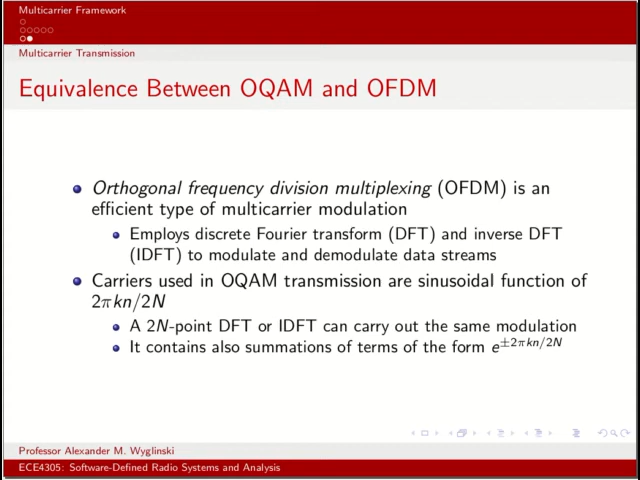 Multicarrier Framework
Multicarrier Transmission
Equivalence Between OQAM and OFDM
Orthogonal frequency division multiplexing (OFDM) is an
efficient type of multicarrier modulation
Employs discrete Fourier transform (DFT) and inverse DFT
(IDFT) to modulate and demodulate data streams
Carriers used in OQAM transmission are sinusoidal function of
2πkn/2N
A 2N-point DFT or IDFT can carry out the same modulation
It contains also summations of terms of the form e^{±2πkn/2N}
Professor Alexander M. Wyglinski
ECE4305: Software-Defined Radio Systems and Analysis